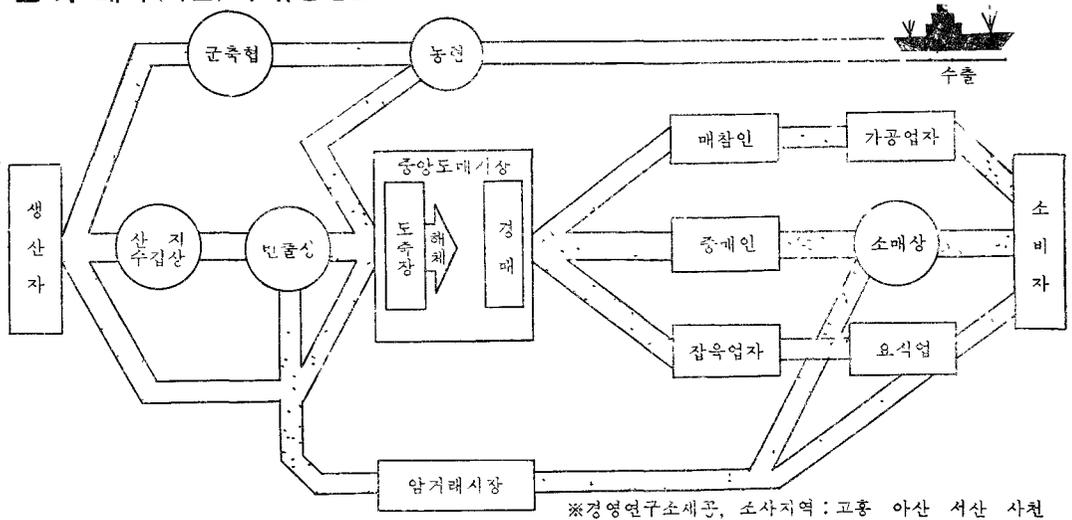 군축협
농협
수출
생산자
산지
수집상
반출상
중앙도매시장
도축장
해체
경매
매참인
중개인
잡육업자
가공업자
소매상
요식업
소비자
암거래시장
※경영연구소제공, 조사지역 : 고흥 아산 서산 사천